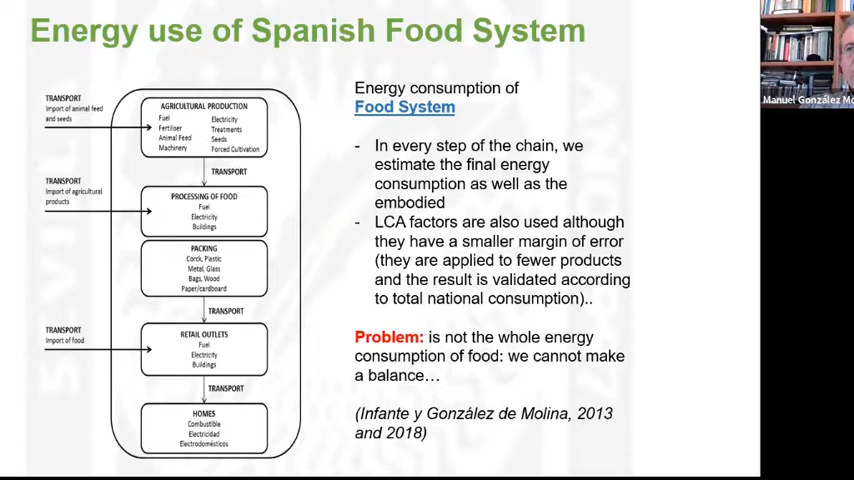 Energy use of Spanish Food System
TRANSPORT
Import of animal feed
and seeds
AGRICULTURAL PRODUCTION
Fuel
Fertiliser
Animal Feed
Machinery
Electricity
Treatments
Seeds
Forced Cultivation
TRANSPORT
TRANSPORT
Import of agricultural
products
PROCESSING OF FOOD
Fuel
Electricity
Buildings
PACKING
Corck, Plastic
Metal, Glass
Bags, Wood
Paper/cardboard
TRANSPORT
TRANSPORT
Import of food
RETAIL OUTLETS
Fuel
Electricity
Buildings
TRANSPORT
HOMES
Combustible
Electricidad
Electrodomésticos
Energy consumption of
Food System
- In every step of the chain, we
estimate the final energy
consumption as well as the
embodied
- LCA factors are also used although
they have a smaller margin of error
(they are applied to fewer products
and the result is validated according
to total national consumption)..
Problem: is not the whole energy
consumption of food: we cannot make
a balance…
(Infante y González de Molina, 2013
and 2018)
Manuel González Mo